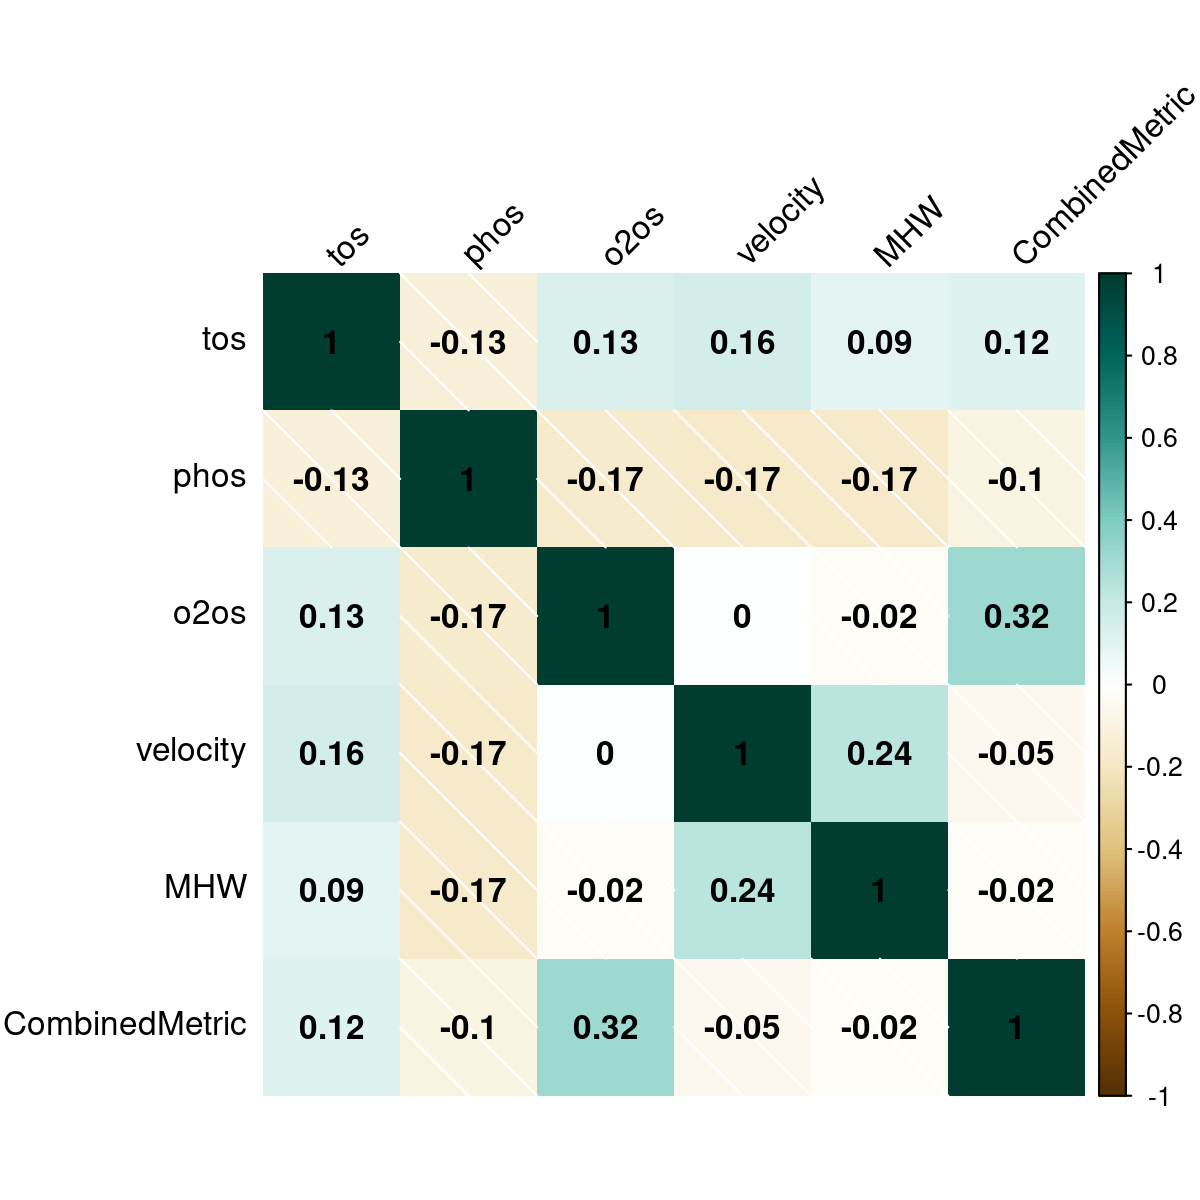 tos phos o2os velocity MHW CombinedMetric
tos 1 -0.13 0.13 0.16 0.09 0.12
phos -0.13 1 -0.17 -0.17 -0.17 -0.1
o2os 0.13 -0.17 1 0 -0.02 0.32
velocity 0.16 -0.17 0 1 0.24 -0.05
MHW 0.09 -0.17 -0.02 0.24 1 -0.02
CombinedMetric 0.12 -0.1 0.32 -0.05 -0.02 1
1
0.8
0.6
0.4
0.2
0
-0.2
-0.4
-0.6
-0.8
-1